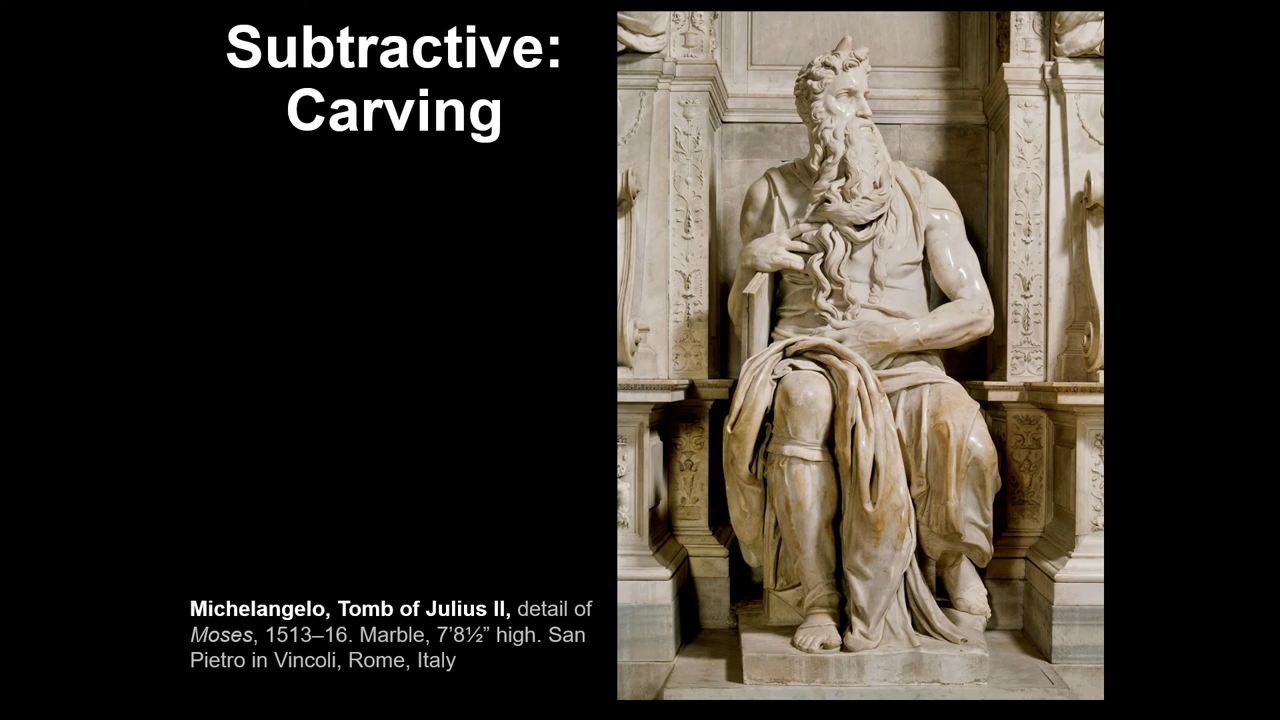 Subtractive:
Carving
Michelangelo, Tomb of Julius II, detail of
Moses, 1513–16. Marble, 7’8½” high. San
Pietro in Vincoli, Rome, Italy